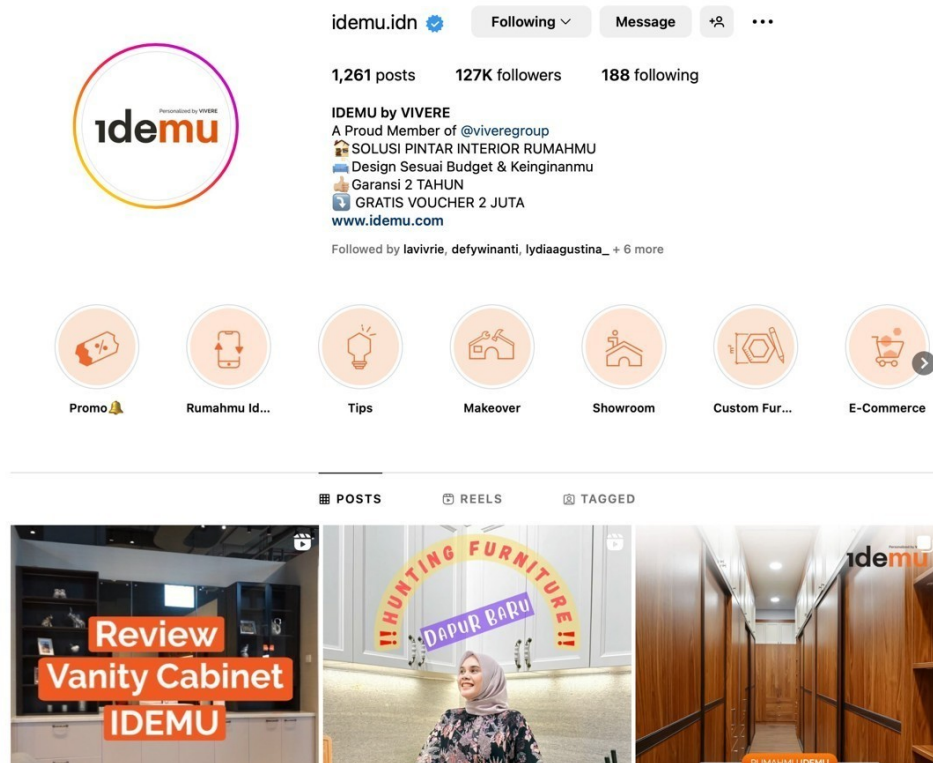 idemu.idn
Following
Message
1,261 posts 127K followers 188 following
Personalized by VIVERE
idemu
IDEMU by VIVERE
A Proud Member of @viveregroup
SOLUSI PINTAR INTERIOR RUMAHMU
Design Sesuai Budget & Keinginanmu
Garansi 2 TAHUN
GRATIS VOUCHER 2 JUTA
www.idemu.com
Followed by lavivrie, defywinanti, lydiaagustina_ + 6 more
%
m²
Promo
Rumahmu Id...
Tips
Makeover
Showroom
Custom Fur...
E-Commerce
POSTS
REELS
TAGGED
Review
Vanity Cabinet
IDEMU
!! HUNTING FURNITURE !!
DAPUR BARU
idemu
RUMAHMU IDEMU